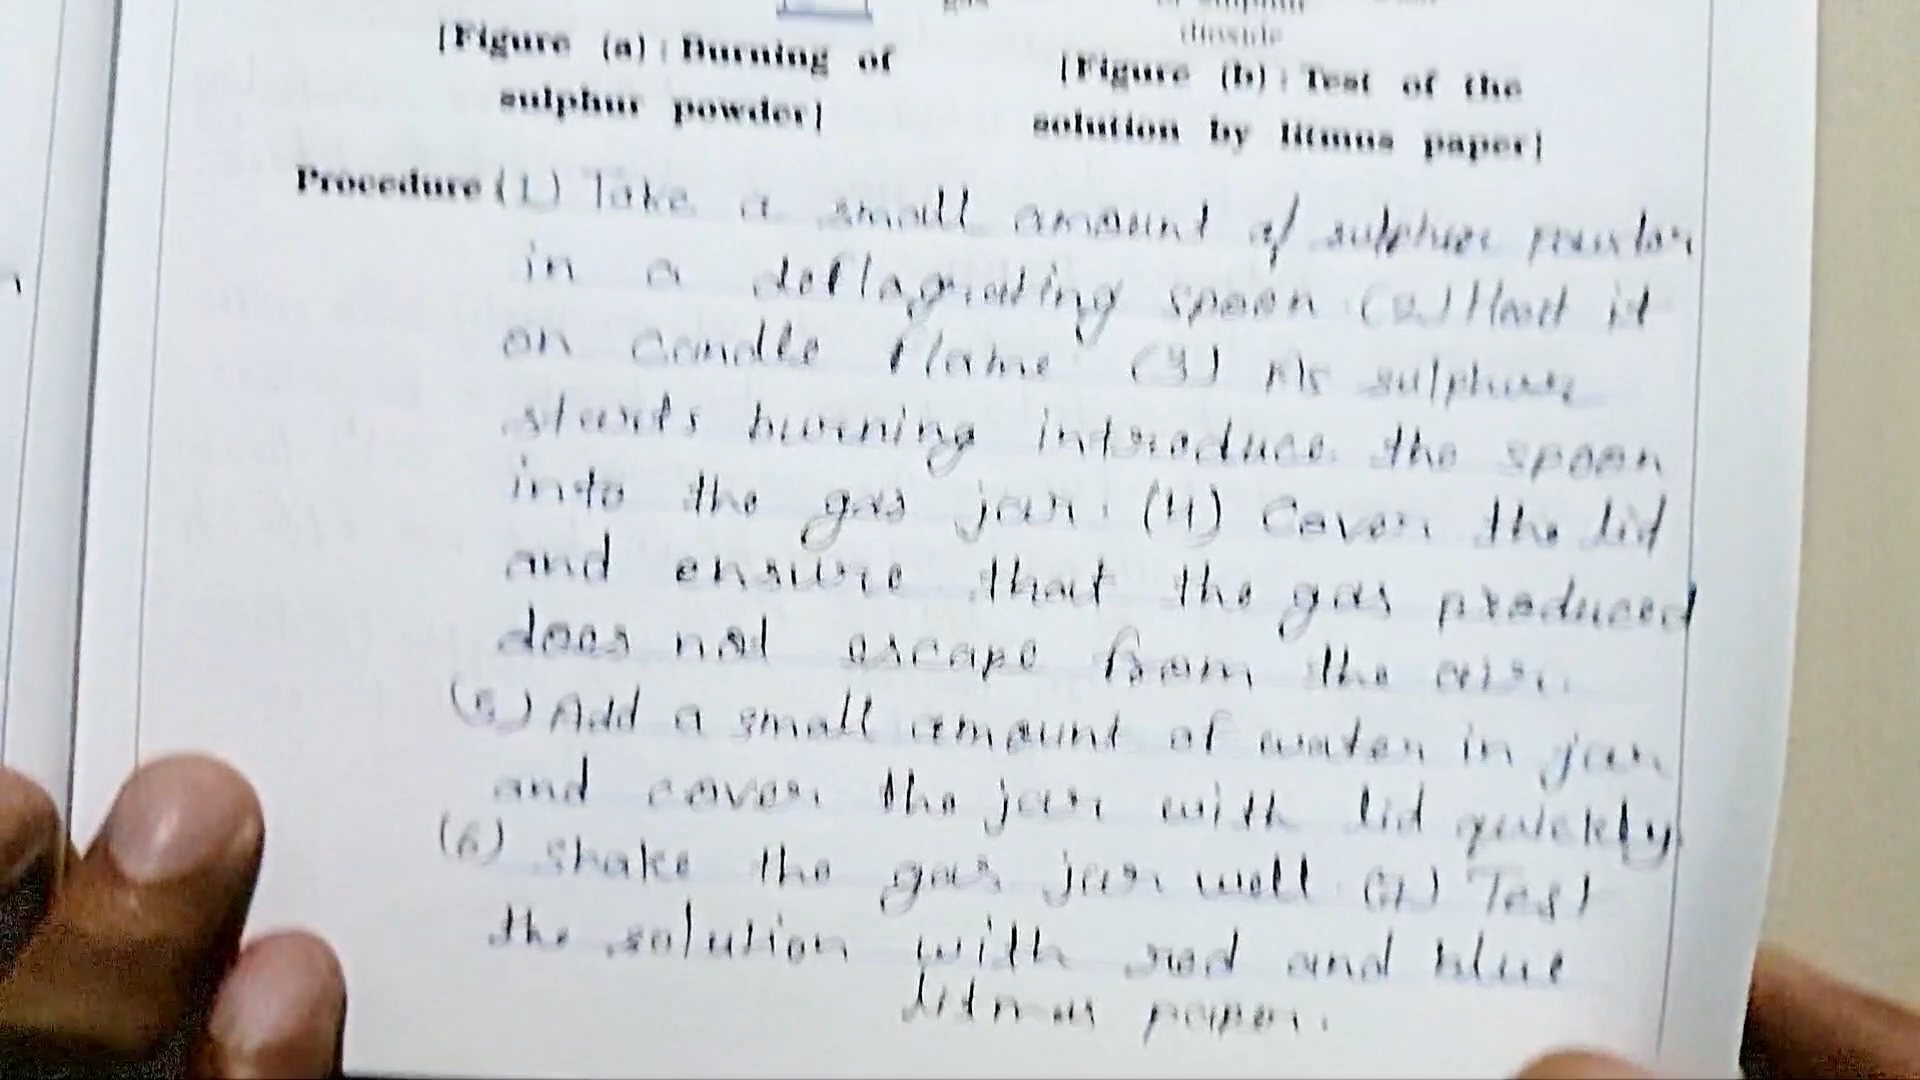 dioxide
[Figure (a) : Burning of
sulphur powder]
[Figure (b) : Test of the
solution by litmus paper]
Procedure (1) Take a small amount of sulphur powder
in a deflagrating spoon (2) Heat it
on candle flame (3) As sulphur
starts burning introduce the spoon
into the gas jar. (4) Cover the lid
and ensure that the gas produced
does not escape from the air.
(5) Add a small amount of water in jar
and cover the jar with lid quickly.
(6) Shake the gas jar well (7) Test
the solution with red and blue
litmus paper.